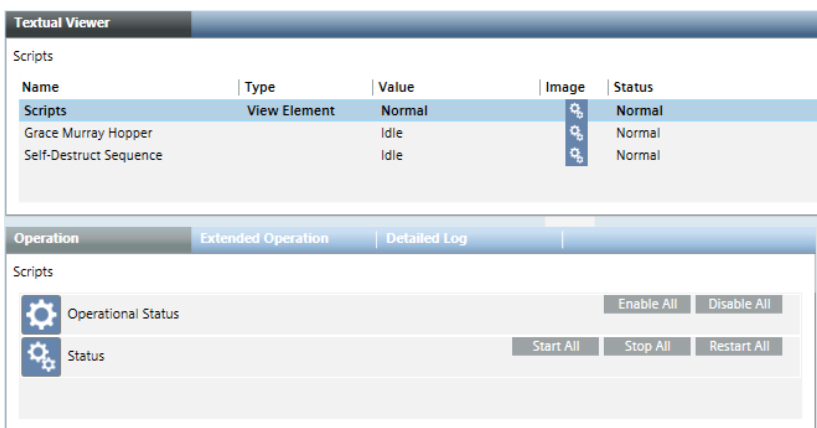 Textual Viewer
Scripts
Name Type Value Image Status
Scripts View Element Normal Normal
Grace Murray Hopper Idle Normal
Self-Destruct Sequence Idle Normal
Operation Extended Operation Detailed Log
Scripts
Operational Status Enable All Disable All
Status Start All Stop All Restart All